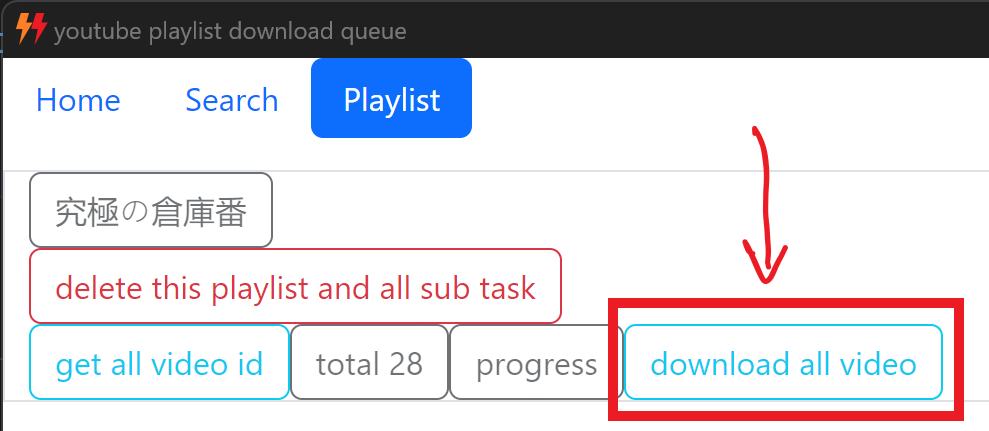 youtube playlist download queue
Home Search Playlist
究極の倉庫番
delete this playlist and all sub task
get all video id total 28 progress download all video